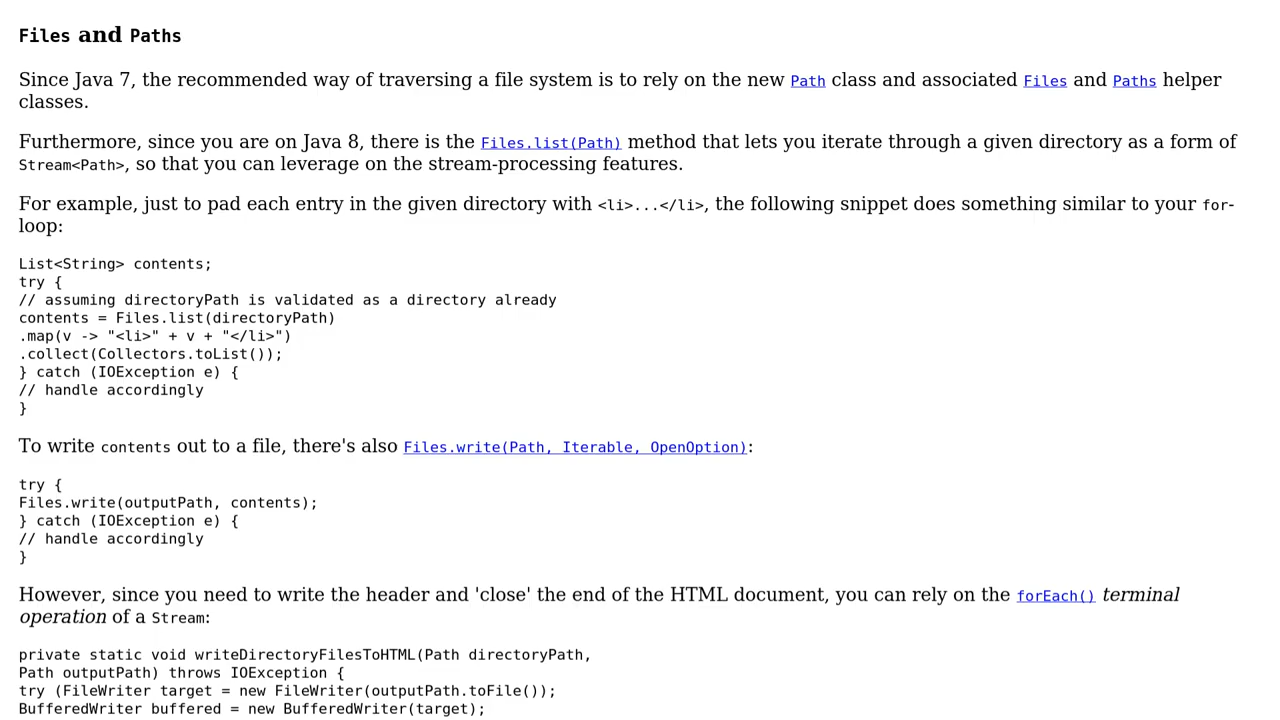 Files and Paths
Since Java 7, the recommended way of traversing a file system is to rely on the new Path class and associated Files and Paths helper
classes.
Furthermore, since you are on Java 8, there is the Files.list(Path) method that lets you iterate through a given directory as a form of
Stream<Path>, so that you can leverage on the stream-processing features.
For example, just to pad each entry in the given directory with <li>...</li>, the following snippet does something similar to your for-
loop:
List<String> contents;
try {
// assuming directoryPath is validated as a directory already
contents = Files.list(directoryPath)
.map(v -> "<li>" + v + "</li>")
.collect(Collectors.toList());
} catch (IOException e) {
// handle accordingly
}
To write contents out to a file, there's also Files.write(Path, Iterable, OpenOption):
try {
Files.write(outputPath, contents);
} catch (IOException e) {
// handle accordingly
}
However, since you need to write the header and 'close' the end of the HTML document, you can rely on the forEach() terminal
operation of a Stream:
private static void writeDirectoryFilesToHTML(Path directoryPath,
Path outputPath) throws IOException {
try (FileWriter target = new FileWriter(outputPath.toFile());
BufferedWriter buffered = new BufferedWriter(target);